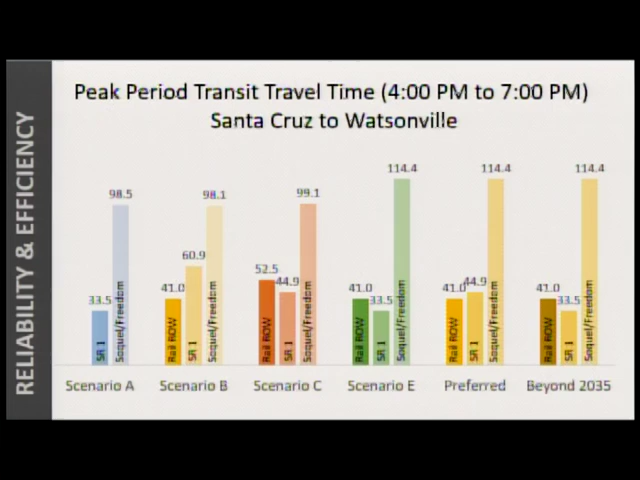 RELIABILITY & EFFICIENCY
Peak Period Transit Travel Time (4:00 PM to 7:00 PM)
Santa Cruz to Watsonville
33.5
98.5
41.0
60.9
98.1
52.5
44.9
99.1
41.0
33.5
114.4
41.0
44.9
114.4
41.0
33.5
114.4
SR 1
Soquel/Freedom
Rail ROW
SR 1
Soquel/Freedom
Rail ROW
SR 1
Soquel/Freedom
Rail ROW
SR 1
Soquel/Freedom
Rail ROW
SR 1
Soquel/Freedom
Rail ROW
SR 1
Soquel/Freedom
Scenario A
Scenario B
Scenario C
Scenario E
Preferred
Beyond 2035